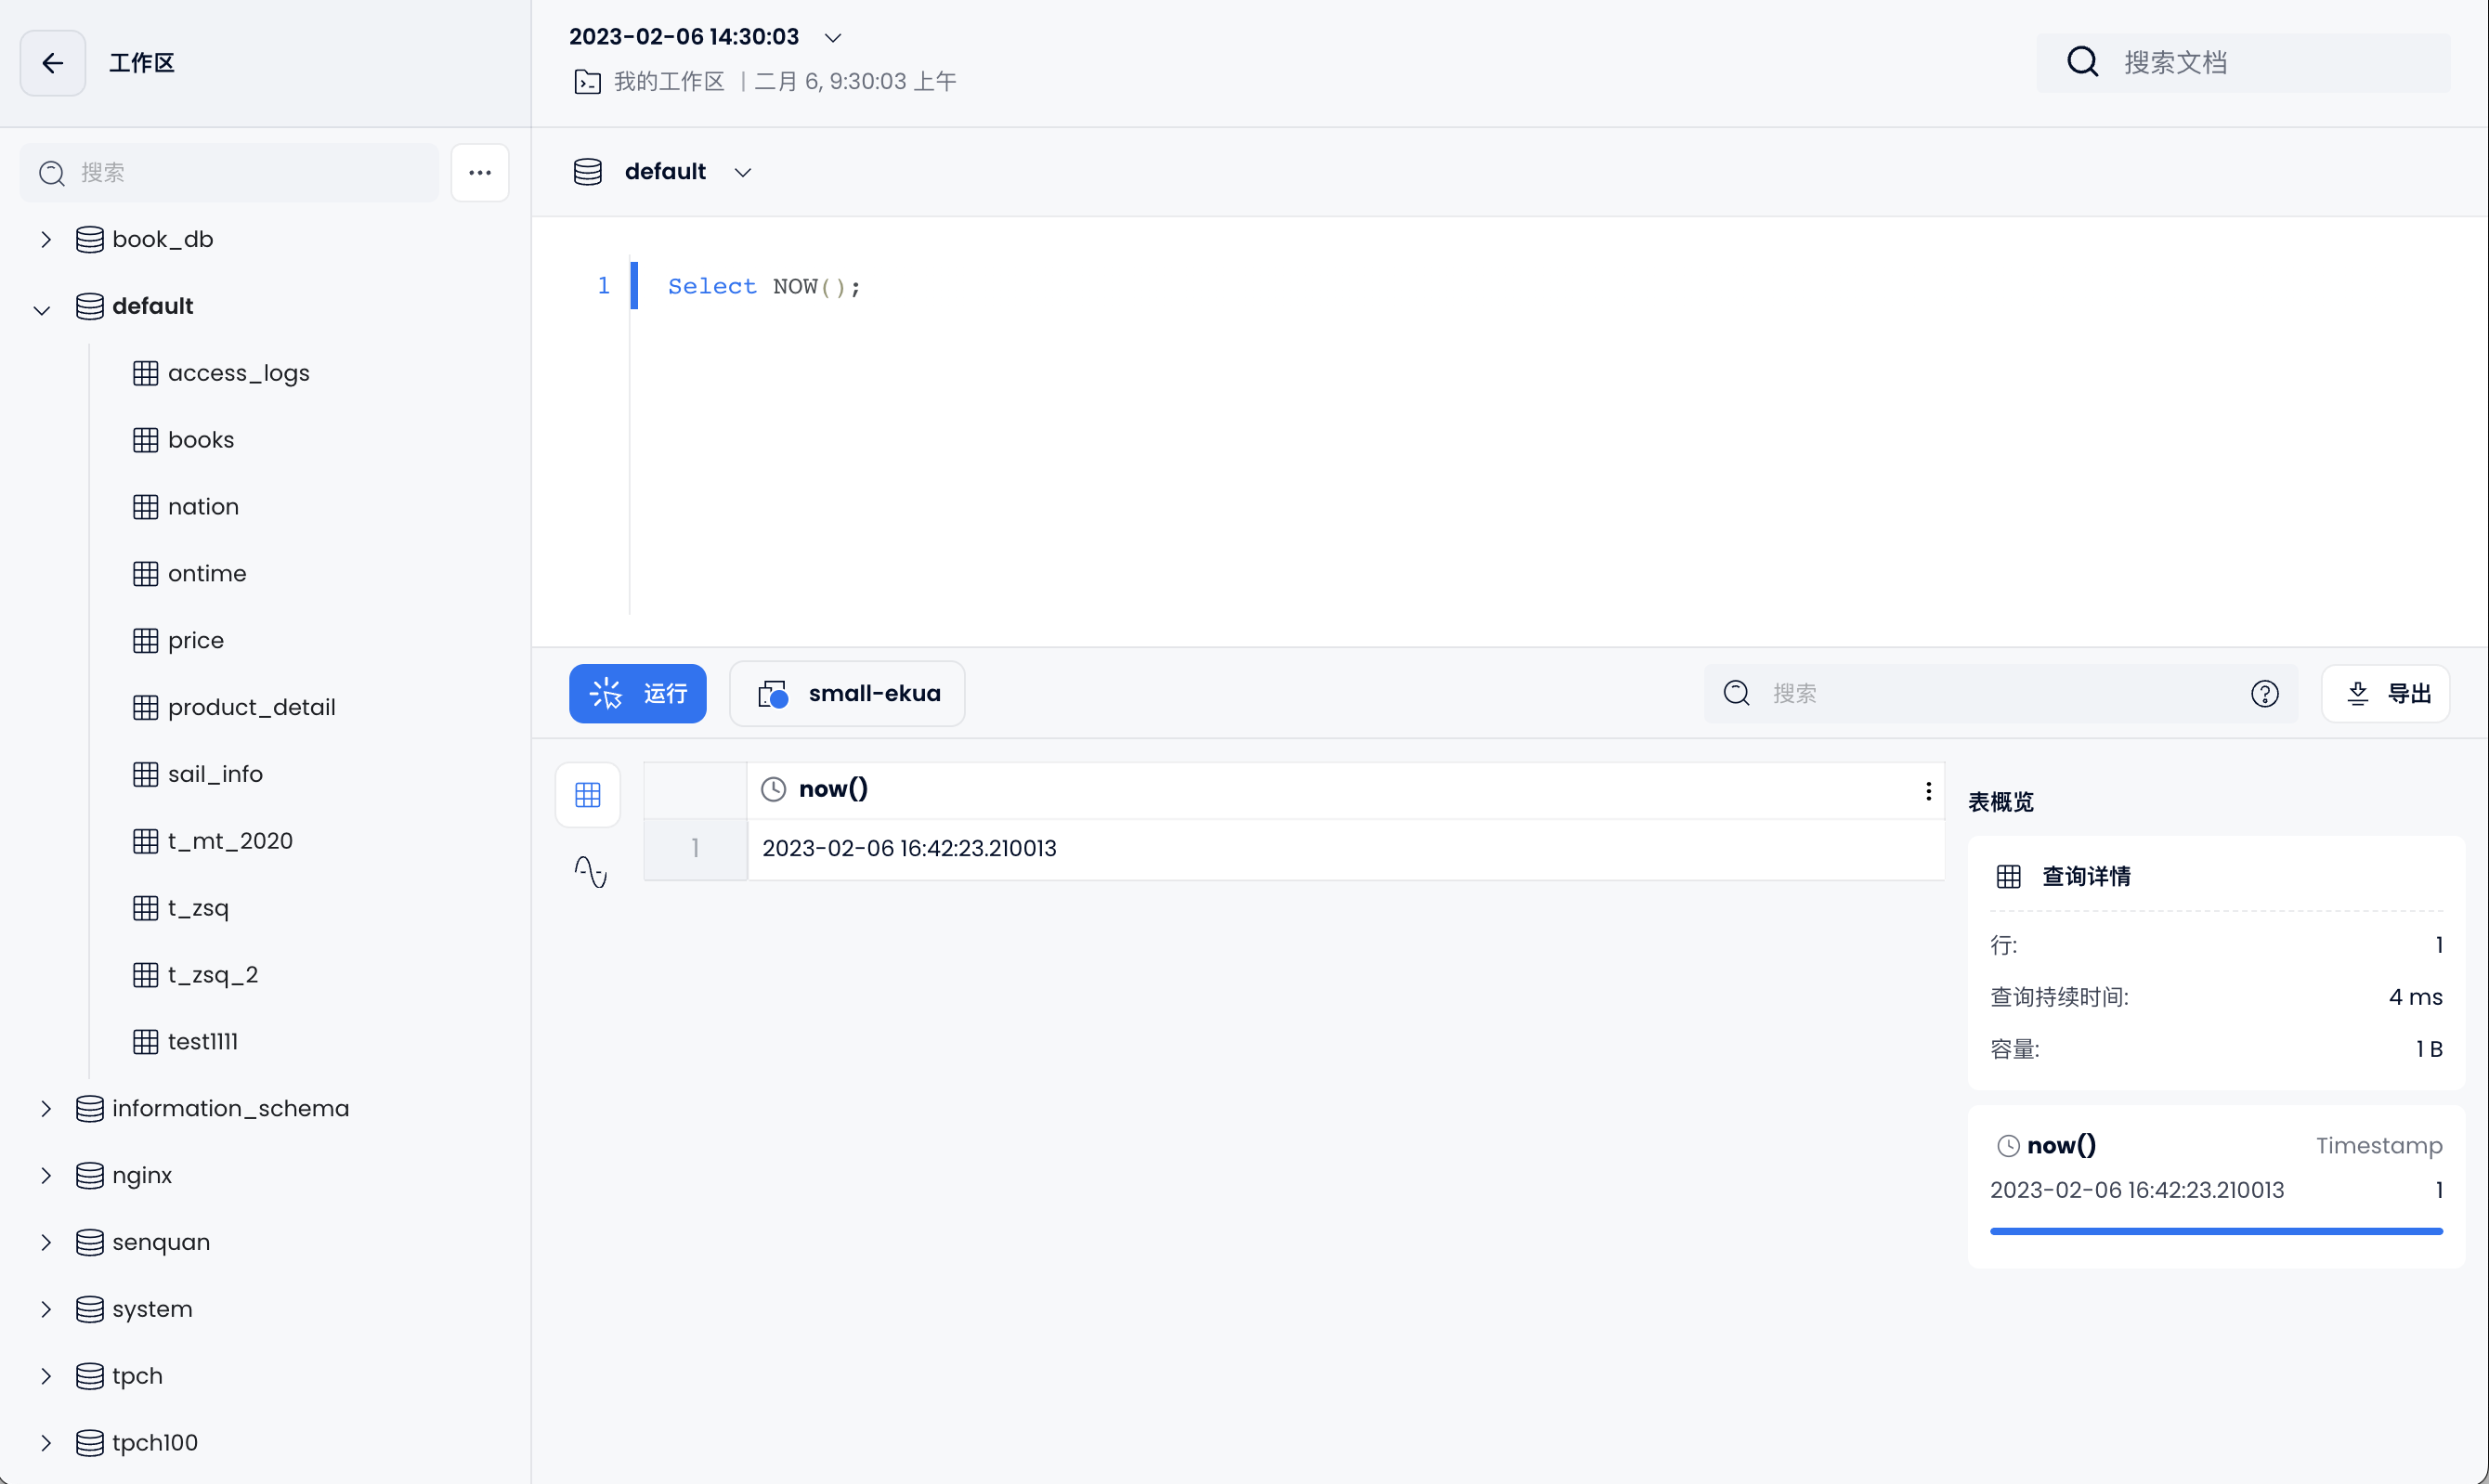 工作区
搜索
book_db
default
access_logs
books
nation
ontime
price
product_detail
sail_info
t_mt_2020
t_zsq
t_zsq_2
test1111
information_schema
nginx
senquan
system
tpch
tpch100
2023-02-06 14:30:03
我的工作区 | 二月 6, 9:30:03 上午
搜索文档
default
1 Select NOW();
运行 small-ekua 搜索 导出
now()
1 2023-02-06 16:42:23.210013
表概览
查询详情
行: 1
查询持续时间: 4 ms
容量: 1 B
now() Timestamp
2023-02-06 16:42:23.210013 1